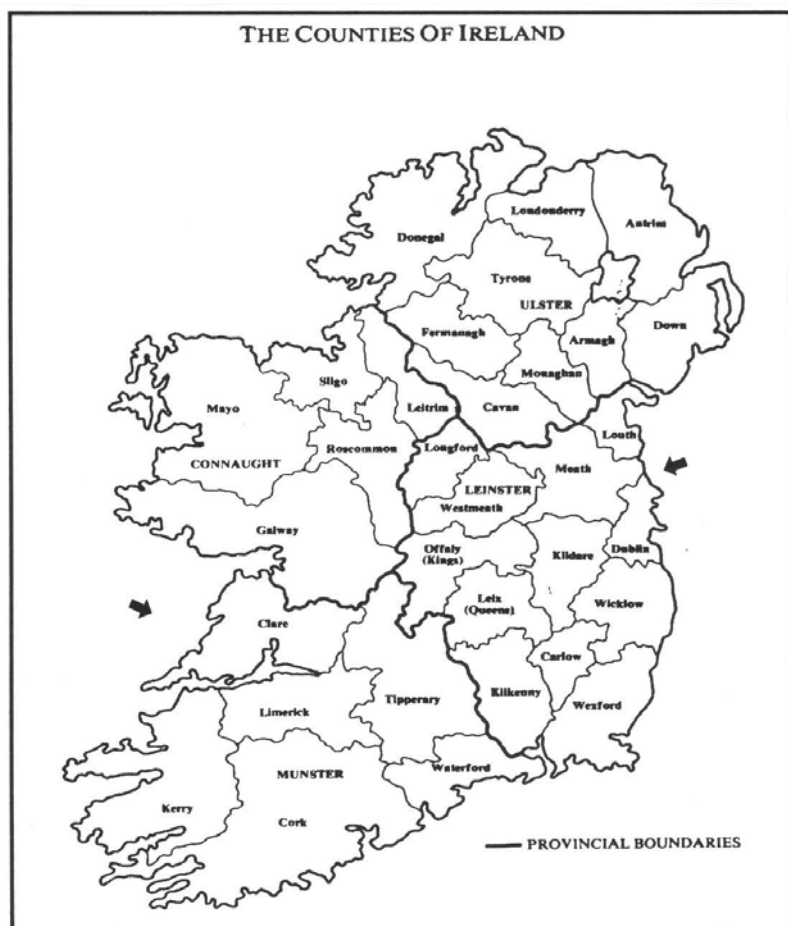 THE COUNTIES OF IRELAND
Londonderry
Antrim
Donegal
Tyrone
ULSTER
Fermanagh
Armagh
Down
Monaghan
Sligo
Leitrim
Cavan
Mayo
Louth
Roscommon
Longford
CONNAUGHT
Meath
LEINSTER
Westmeath
Galway
Offaly
(Kings)
Kildare
Dublin
Leix
(Queens)
Wicklow
Clare
Carlow
Kilkenny
Tipperary
Wexford
Limerick
Waterford
MUNSTER
Kerry
Cork
PROVINCIAL BOUNDARIES